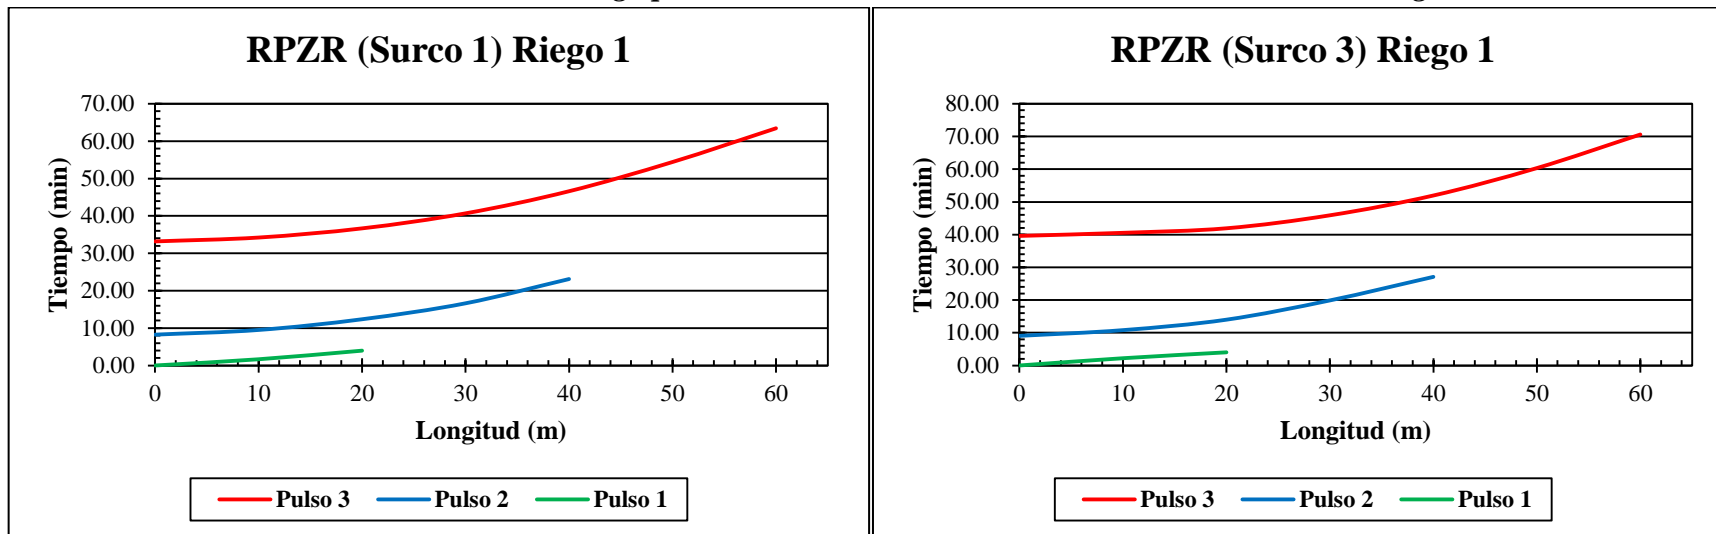 RPZR (Surco 1) Riego 1
70.00
60.00
50.00
40.00
30.00
20.00
10.00
0.00
Tiempo (min)
0 10 20 30 40 50 60
Longitud (m)
Pulso 3 Pulso 2 Pulso 1
RPZR (Surco 3) Riego 1
80.00
70.00
60.00
50.00
40.00
30.00
20.00
10.00
0.00
Tiempo (min)
0 10 20 30 40 50 60
Longitud (m)
Pulso 3 Pulso 2 Pulso 1